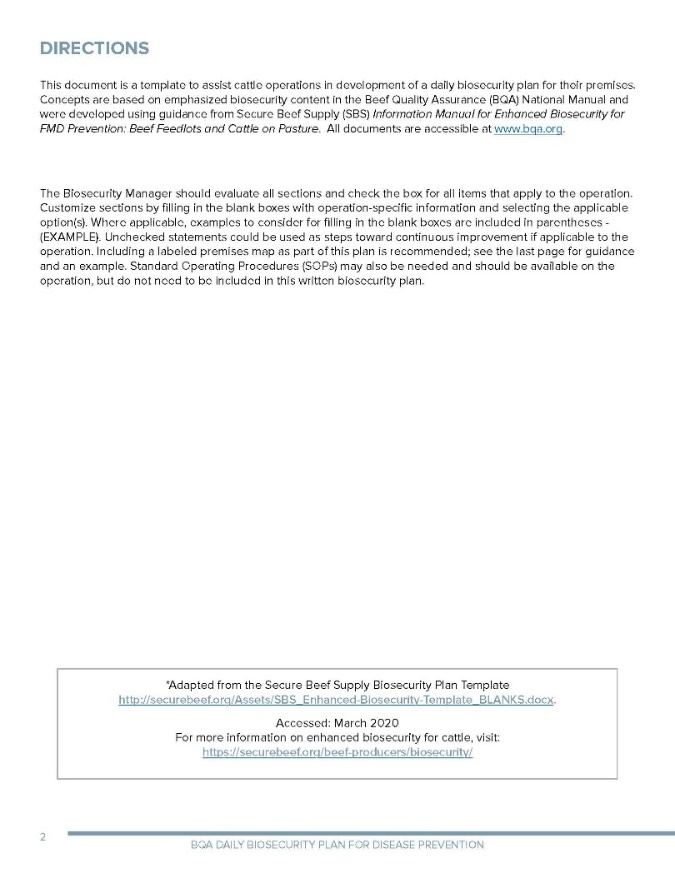 DIRECTIONS
This document is a template to assist cattle operations in development of a daily biosecurity plan for their premises.
Concepts are based on emphasized biosecurity content in the Beef Quality Assurance (BQA) National Manual and
were developed using guidance from Secure Beef Supply (SBS) Information Manual for Enhanced Biosecurity for
FMD Prevention: Beef Feedlots and Cattle on Pasture. All documents are accessible at www.bqa.org.
The Biosecurity Manager should evaluate all sections and check the box for all items that apply to the operation.
Customize sections by filling in the blank boxes with operation-specific information and selecting the applicable
option(s). Where applicable, examples to consider for filling in the blank boxes are included in parentheses -
(EXAMPLE). Unchecked statements could be used as steps toward continuous improvement if applicable to the
operation. Including a labeled premises map as part of this plan is recommended; see the last page for guidance
and an example. Standard Operating Procedures (SOPs) may also be needed and should be available on the
operation, but do not need to be included in this written biosecurity plan.
*Adapted from the Secure Beef Supply Biosecurity Plan Template
http://securebeef.org/Assets/SBS_Enhanced-Biosecurity-Template_BLANKS.docx.
Accessed: March 2020
For more information on enhanced biosecurity for cattle, visit:
https://securebeef.org/beef-producers/biosecurity/
2
BQA DAILY BIOSECURITY PLAN FOR DISEASE PREVENTION